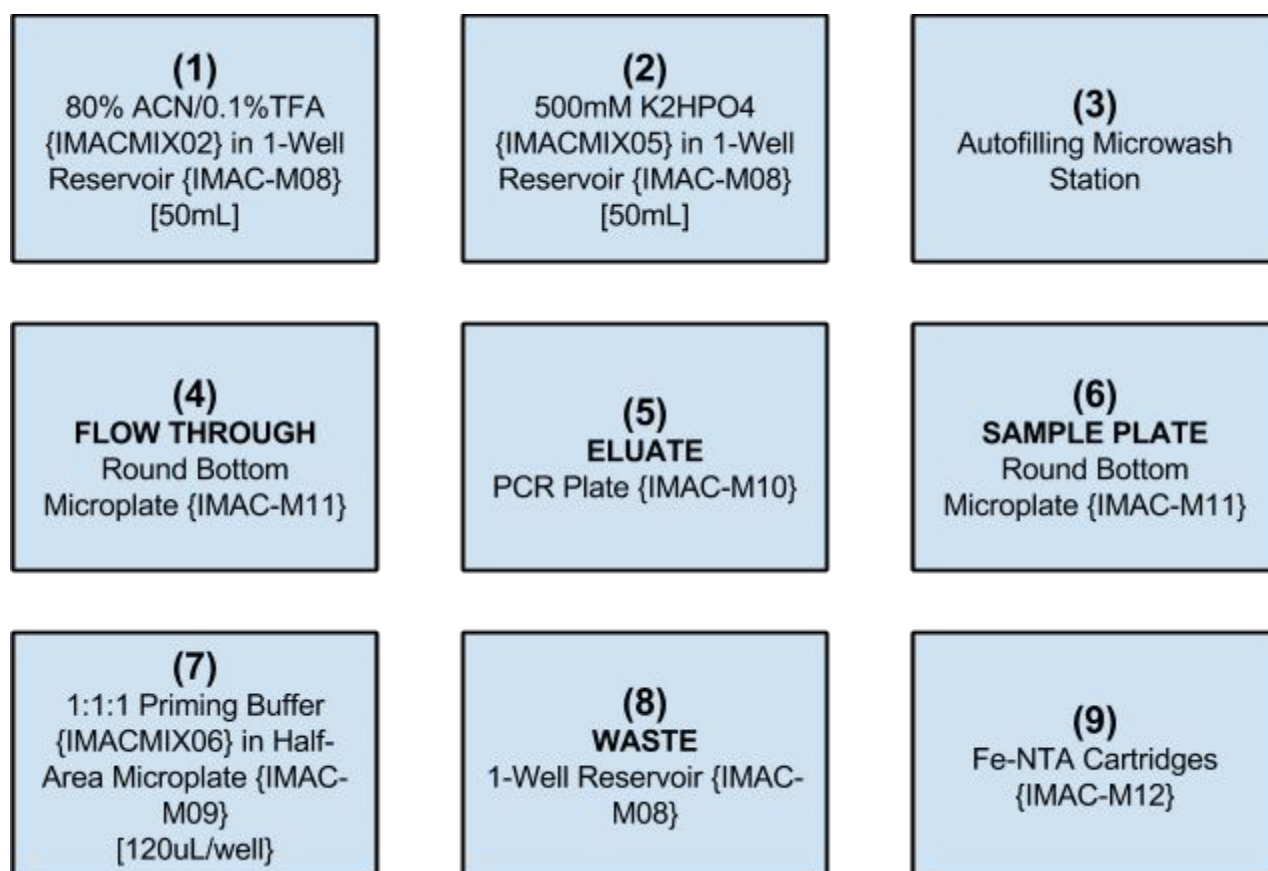 (1)
80% ACN/0.1%TFA
{IMACMIX02} in 1-Well
Reservoir {IMAC-M08}
[50mL]
(2)
500mM K2HPO4
{IMACMIX05} in 1-Well
Reservoir {IMAC-M08}
[50mL]
(3)
Autofilling Microwash
Station
(4)
FLOW THROUGH
Round Bottom
Microplate {IMAC-M11}
(5)
ELUATE
PCR Plate {IMAC-M10}
(6)
SAMPLE PLATE
Round Bottom
Microplate {IMAC-M11}
(7)
1:1:1 Priming Buffer
{IMACMIX06} in Half-
Area Microplate {IMAC-
M09}
[120uL/well}
(8)
WASTE
1-Well Reservoir {IMAC-
M08}
(9)
Fe-NTA Cartridges
{IMAC-M12}